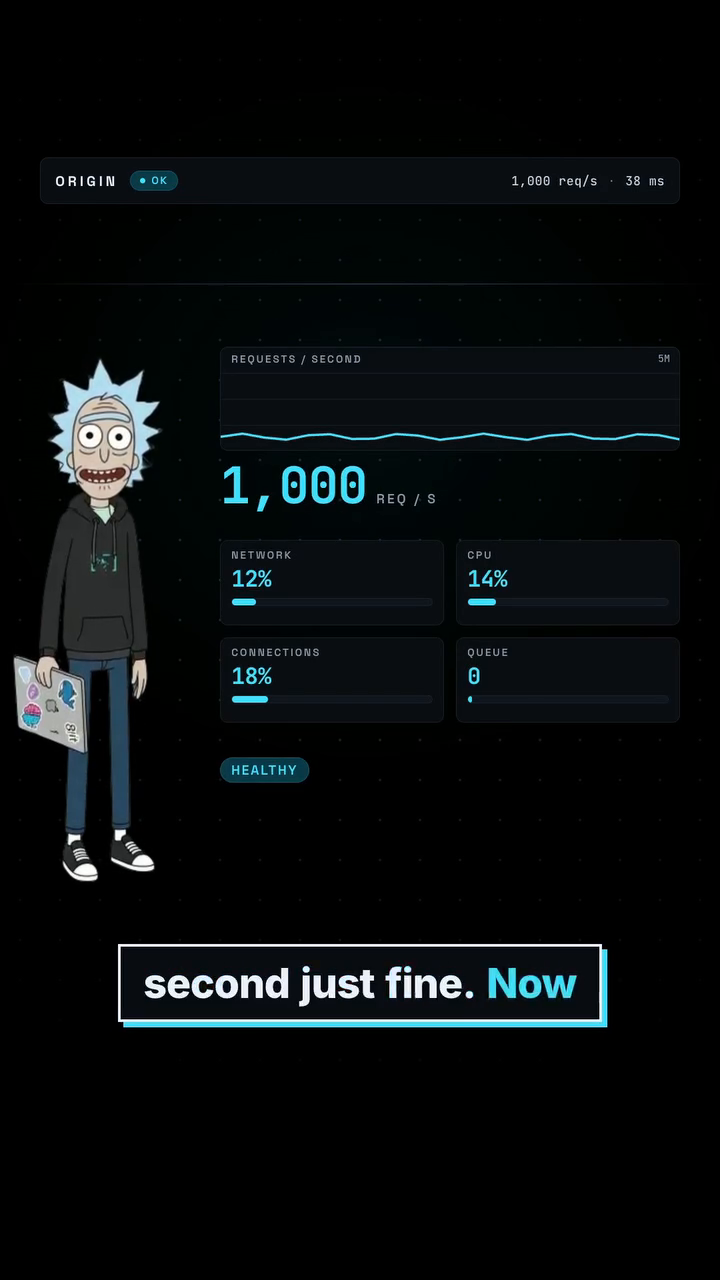 ORIGIN OK 1,000 req/s · 38 ms
REQUESTS / SECOND 5M
1,000 REQ / S
NETWORK
12%
CPU
14%
CONNECTIONS
18%
QUEUE
0
HEALTHY
second just fine. Now